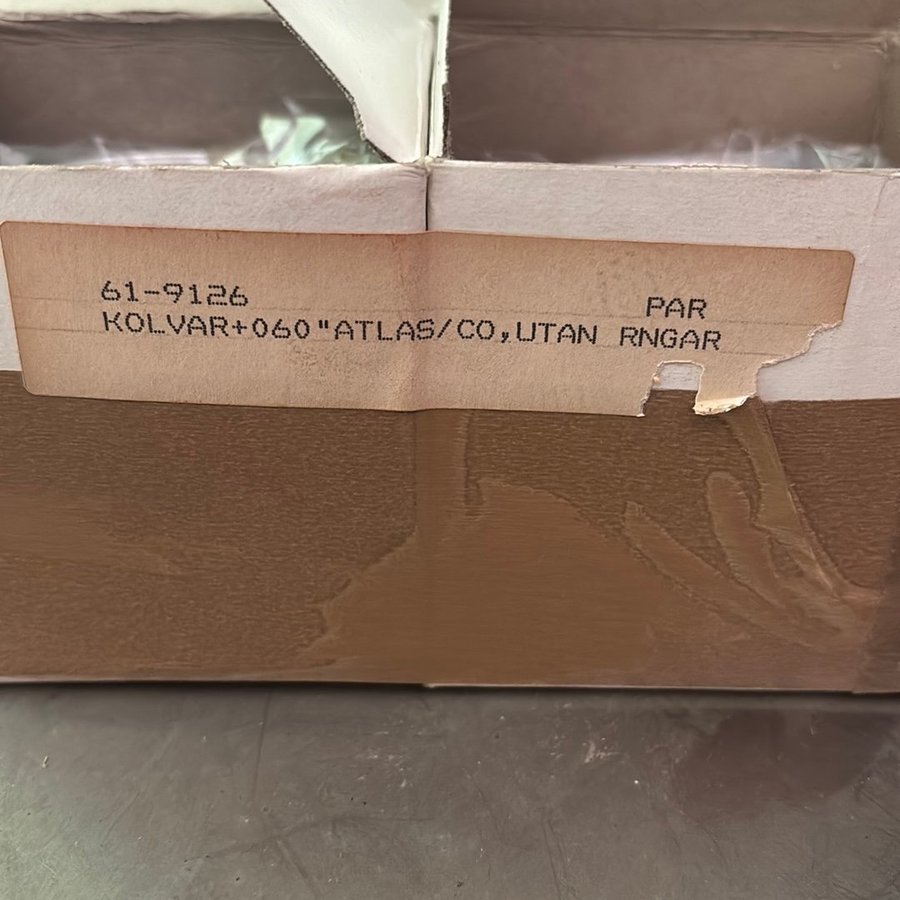 61-9126 PAR
KOLVAR+060"ATLAS/CO,UTAN RNGAR